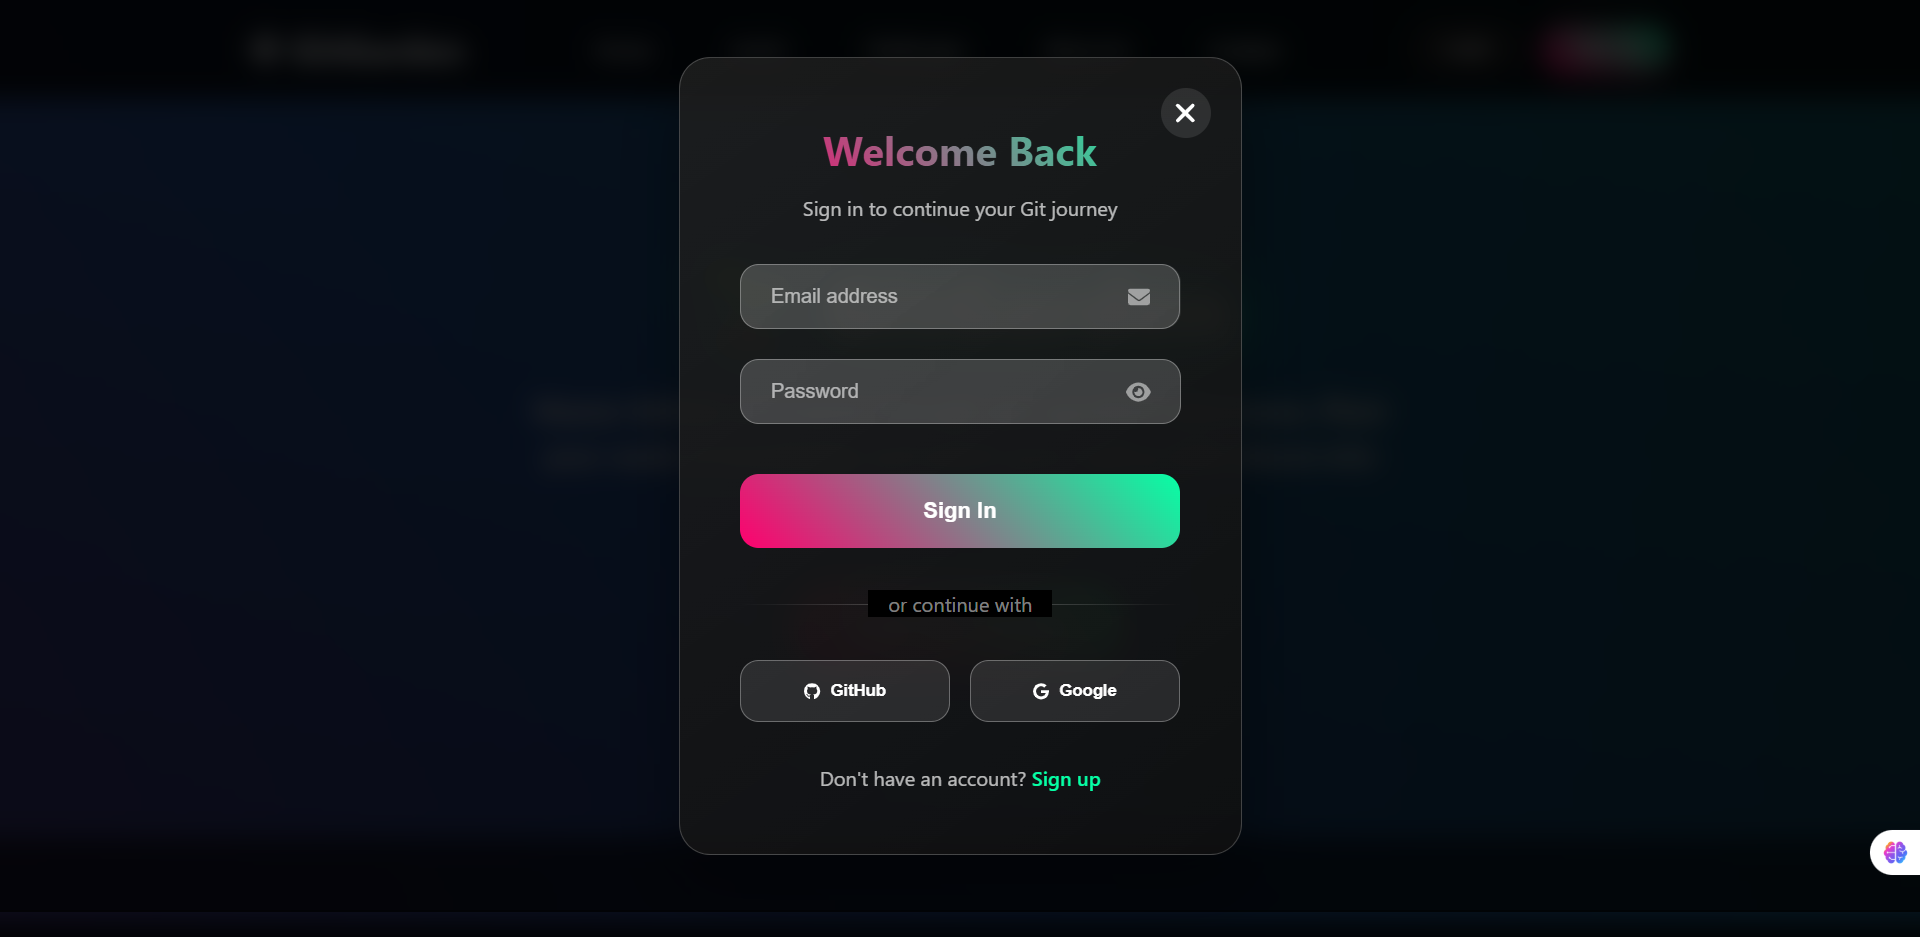 Welcome Back
Sign in to continue your Git journey
Email address
Password
Sign In
or continue with
GitHub
Google
Don't have an account? Sign up